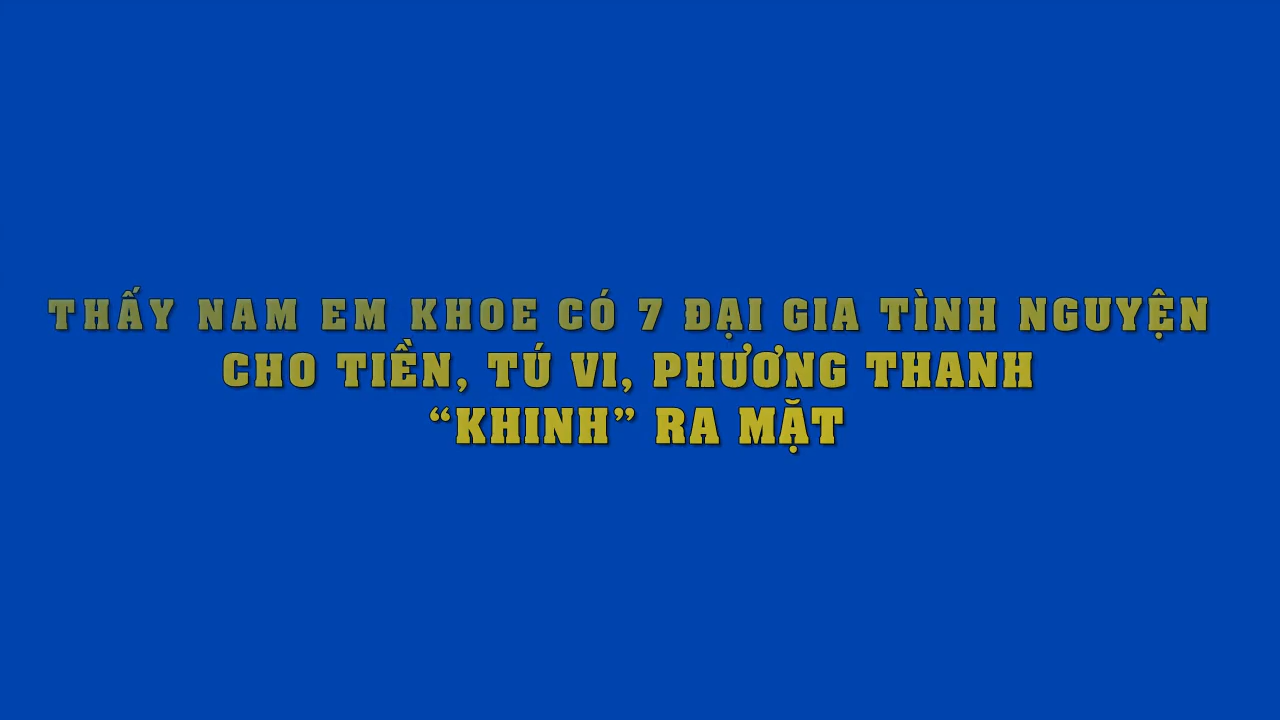 THẤY NAM EM KHOE CÓ 7 ĐẠI GIA TÌNH NGUYỆN
CHO TIỀN, TÚ VI, PHƯƠNG THANH
“KHINH” RA MẶT